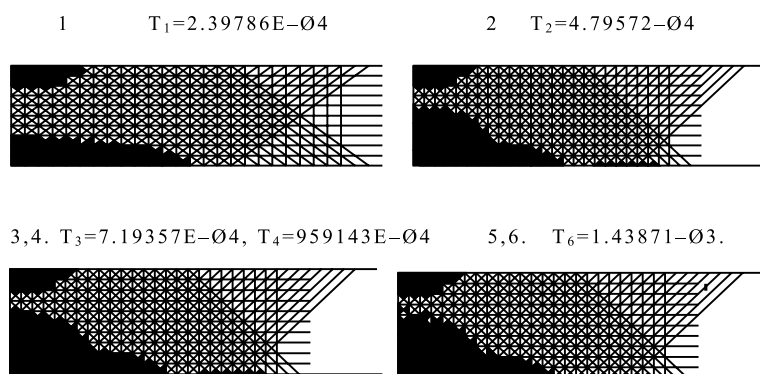 1 T₁=2.39786E–Ø4
2 T₂=4.79572–Ø4
3,4. T₃=7.19357E–Ø4, T₄=959143E–Ø4
5,6. T₆=1.43871–Ø3.